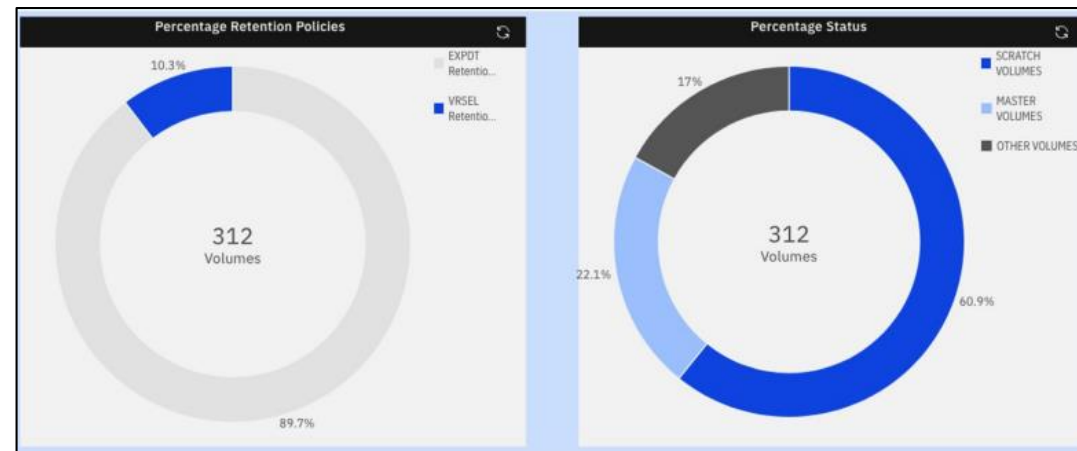 Percentage Retention Policies
10.3%
EXPDT
Retentio...
VRSEL
Retentio...
312
Volumes
89.7%
Percentage Status
17%
SCRATCH
VOLUMES
MASTER
VOLUMES
OTHER VOLUMES
312
Volumes
22.1%
60.9%